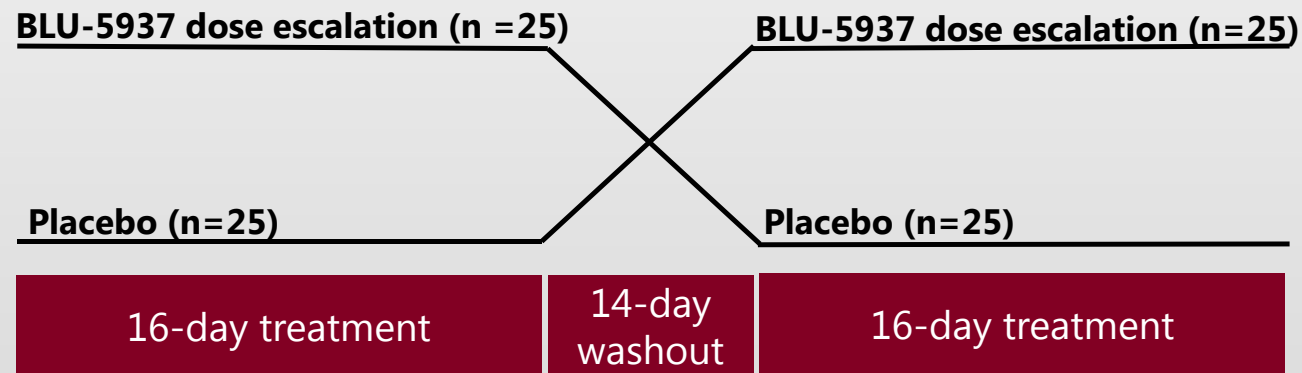 BLU-5937 dose escalation (n =25)
BLU-5937 dose escalation (n=25)
Placebo (n=25)
Placebo (n=25)
16-day treatment
14-day
washout
16-day treatment